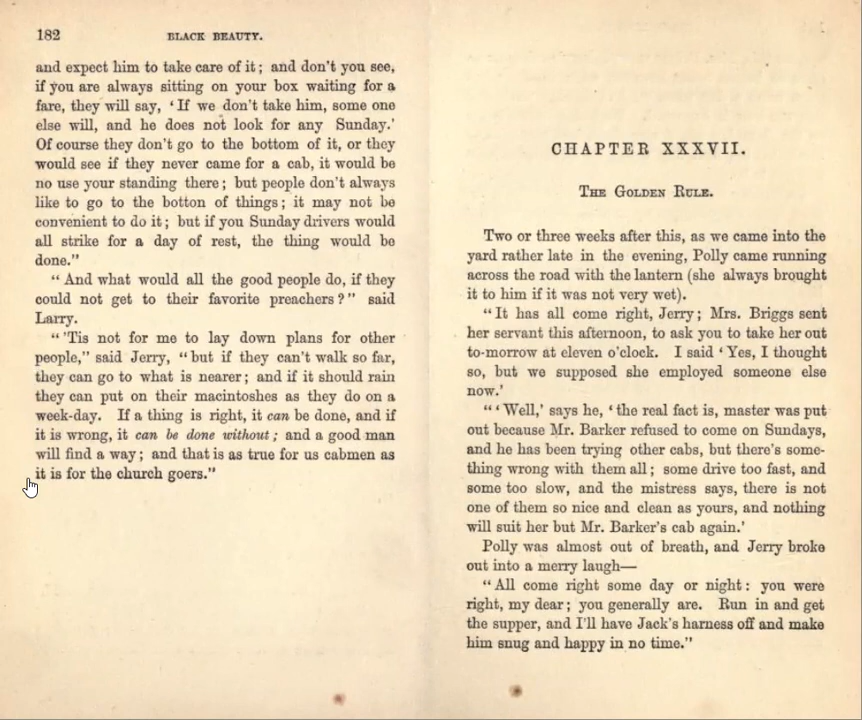 182 BLACK BEAUTY.
and expect him to take care of it; and don't you see,
if you are always sitting on your box waiting for a
fare, they will say, ‘If we don't take him, some one
else will, and he does not look for any Sunday.’
Of course they don't go to the bottom of it, or they
would see if they never came for a cab, it would be
no use your standing there; but people don't always
like to go to the botton of things; it may not be
convenient to do it; but if you Sunday drivers would
all strike for a day of rest, the thing would be
done.”
“And what would all the good people do, if they
could not get to their favorite preachers?” said
Larry.
“'Tis not for me to lay down plans for other
people,” said Jerry, “but if they can't walk so far,
they can go to what is nearer; and if it should rain
they can put on their macintoshes as they do on a
week-day. If a thing is right, it can be done, and if
it is wrong, it can be done without; and a good man
will find a way; and that is as true for us cabmen as
it is for the church goers.”
CHAPTER XXXVII.
THE GOLDEN RULE.
Two or three weeks after this, as we came into the
yard rather late in the evening, Polly came running
across the road with the lantern (she always brought
it to him if it was not very wet).
“It has all come right, Jerry; Mrs. Briggs sent
her servant this afternoon, to ask you to take her out
to-morrow at eleven o'clock. I said ‘Yes, I thought
so, but we supposed she employed someone else
now.’
“‘Well,’ says he, ‘the real fact is, master was put
out because Mr. Barker refused to come on Sundays,
and he has been trying other cabs, but there's some-
thing wrong with them all; some drive too fast, and
some too slow, and the mistress says, there is not
one of them so nice and clean as yours, and nothing
will suit her but Mr. Barker's cab again.’
Polly was almost out of breath, and Jerry broke
out into a merry laugh—
“All come right some day or night: you were
right, my dear; you generally are. Run in and get
the supper, and I'll have Jack's harness off and make
him snug and happy in no time.”